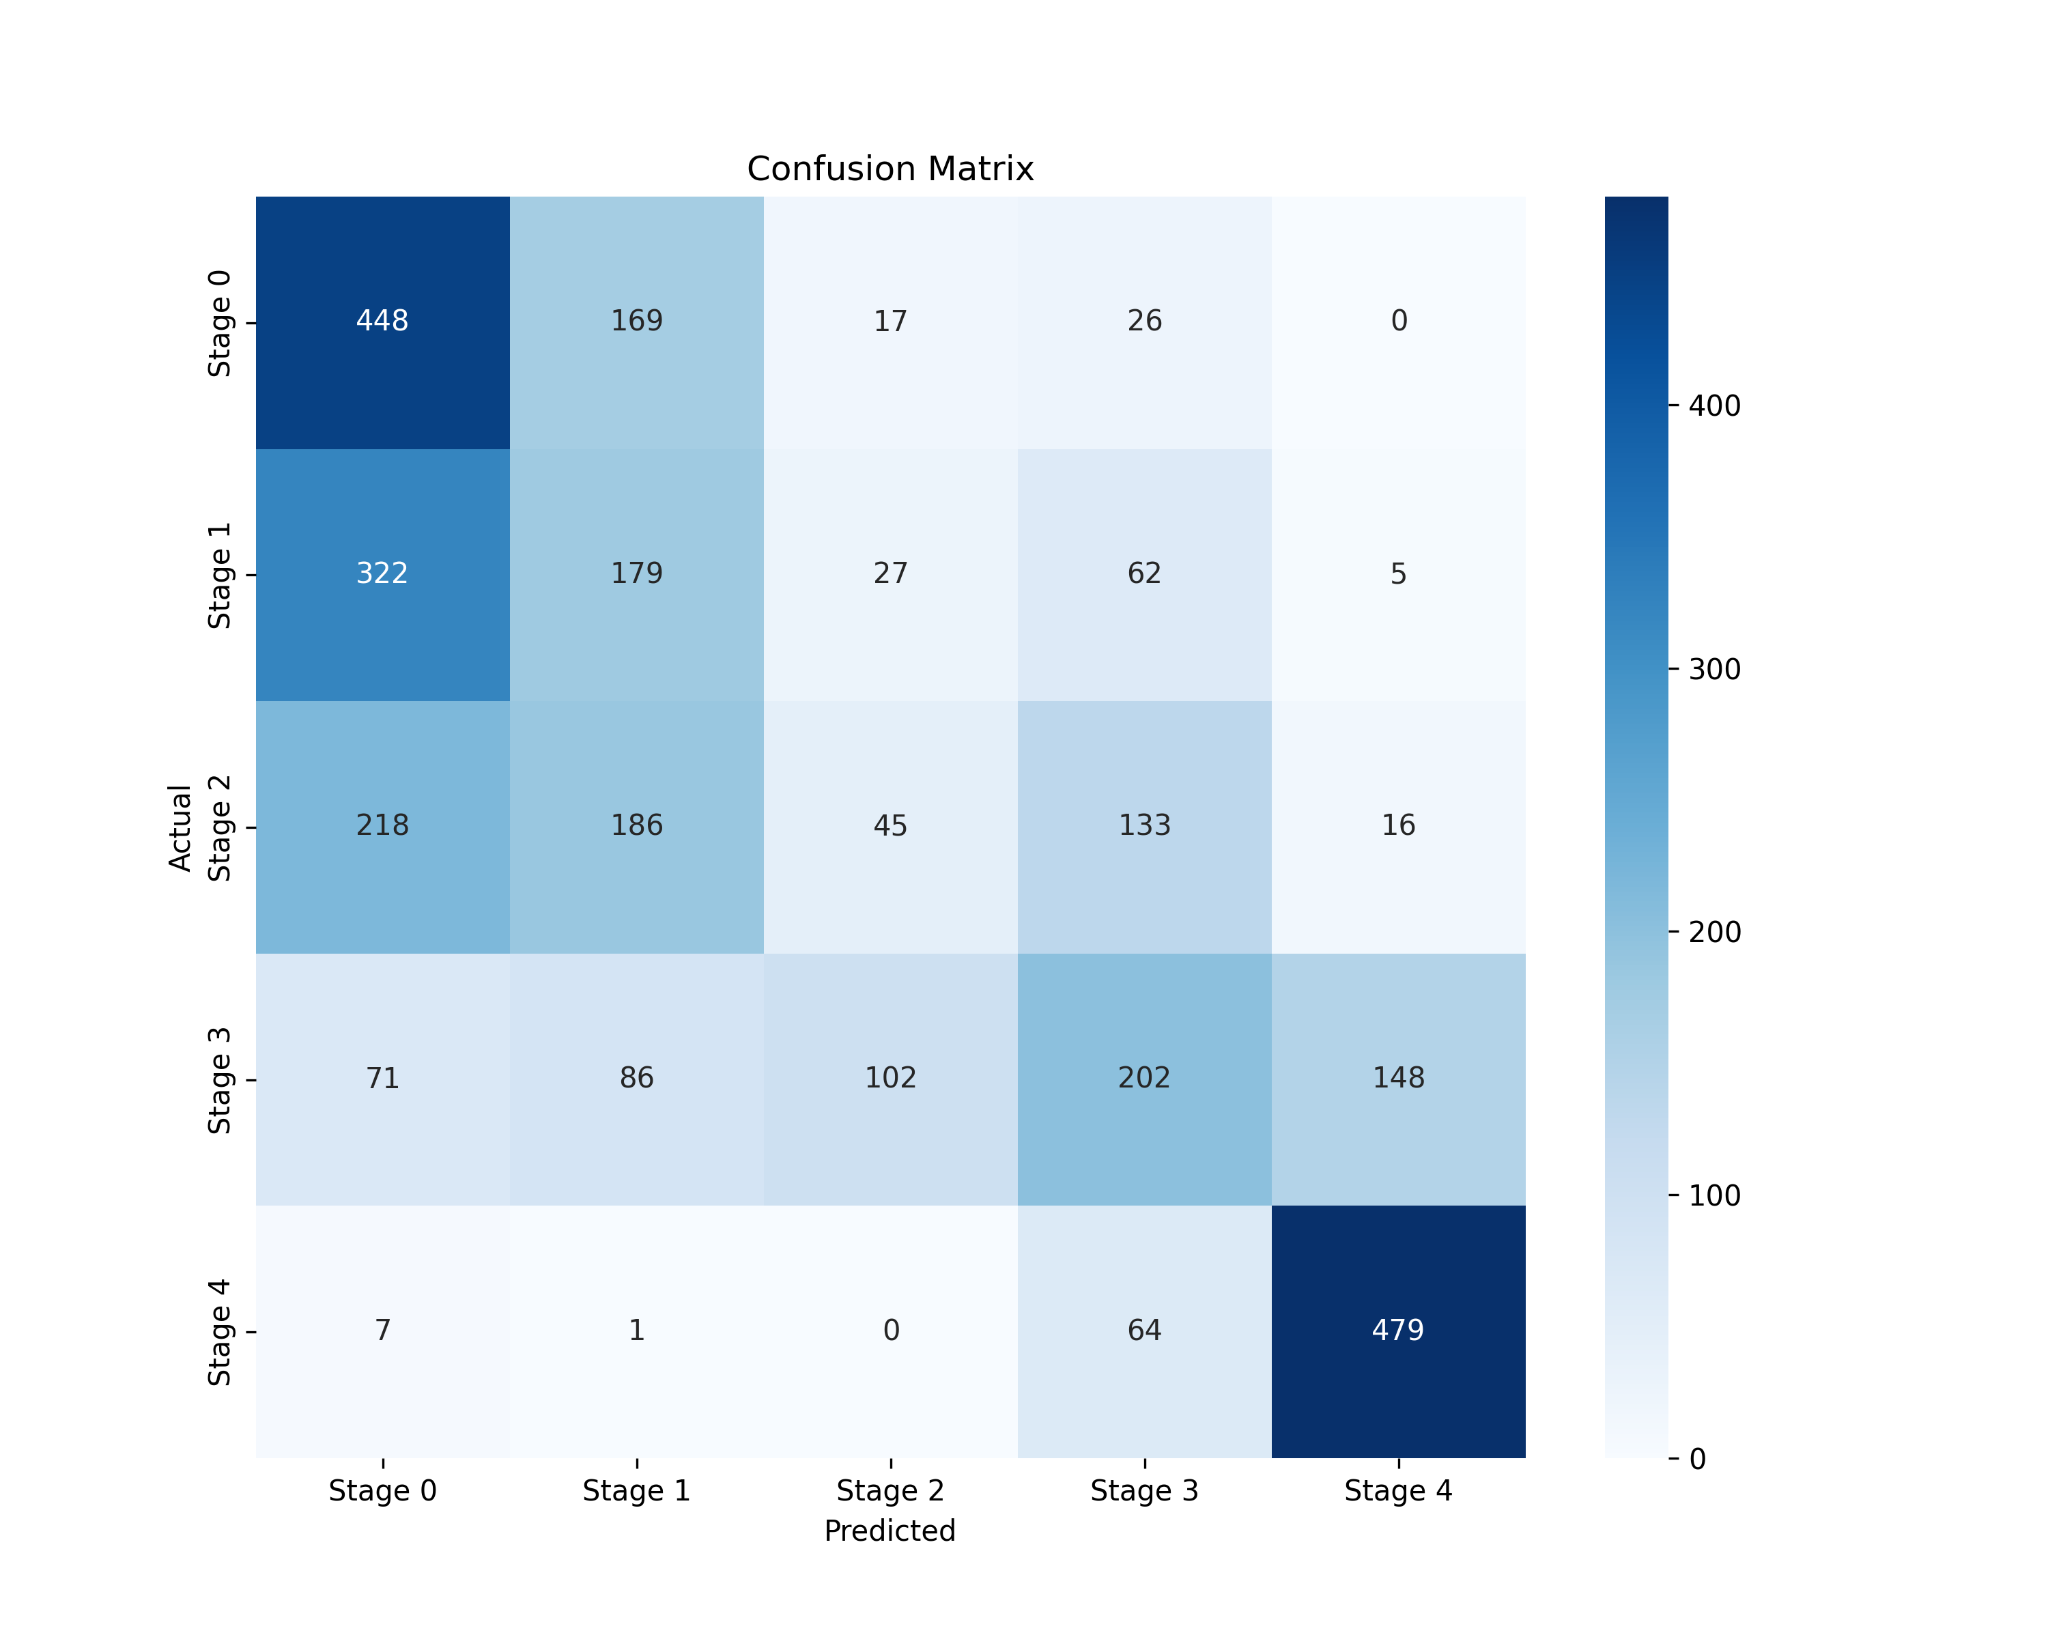 Confusion Matrix
Actual
Stage 0
448 169 17 26 0
Stage 1
322 179 27 62 5
Stage 2
218 186 45 133 16
Stage 3
71 86 102 202 148
Stage 4
7 1 0 64 479
Stage 0 Stage 1 Stage 2 Stage 3 Stage 4
Predicted
400
300
200
100
0